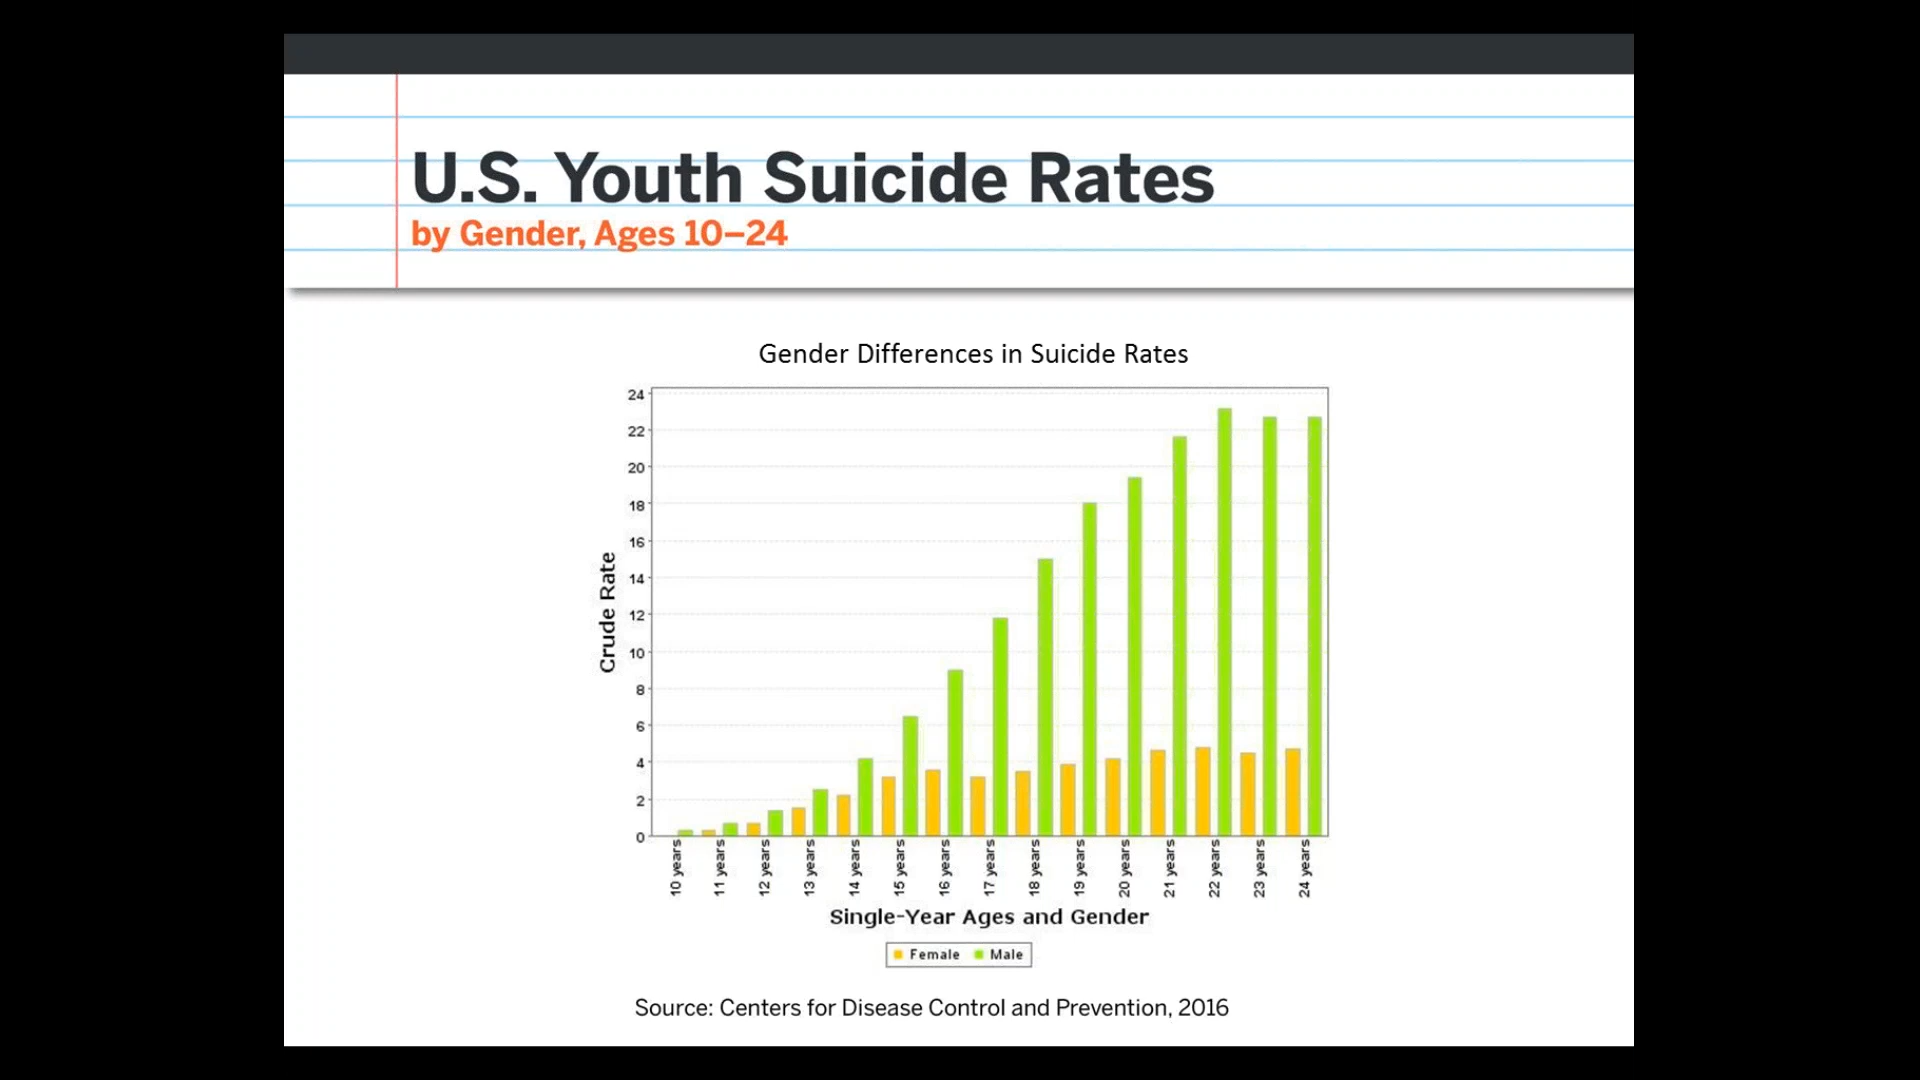 U.S. Youth Suicide Rates
by Gender, Ages 10–24
Gender Differences in Suicide Rates
24
22
20
18
16
14
12
10
8
6
4
2
0
Crude Rate
10 years
11 years
12 years
13 years
14 years
15 years
16 years
17 years
18 years
19 years
20 years
21 years
22 years
23 years
24 years
Single-Year Ages and Gender
Female Male
Source: Centers for Disease Control and Prevention, 2016